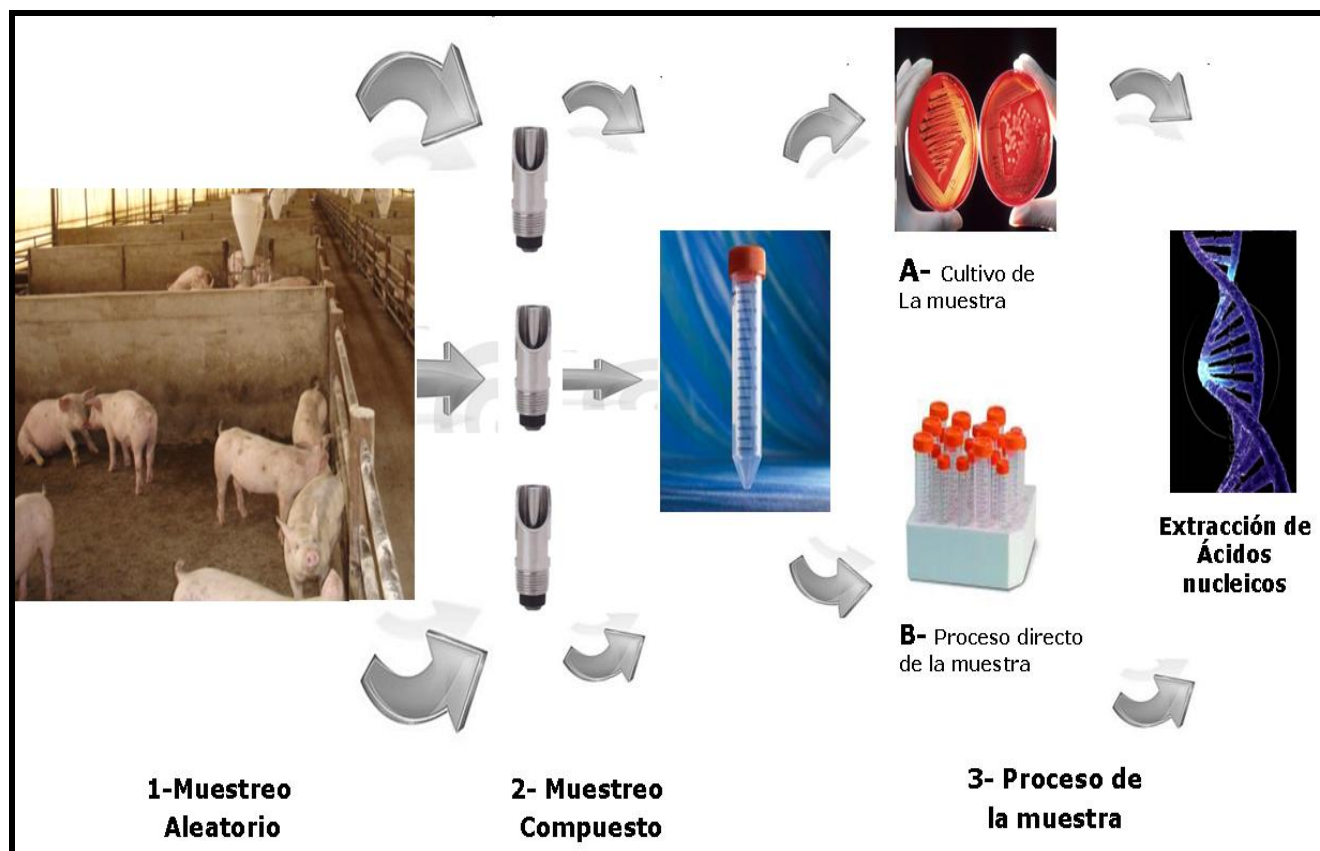 A- Cultivo de
La muestra
B- Proceso directo
de la muestra
Extracción de
Ácidos
nucleicos
1-Muestreo
Aleatorio
2- Muestreo
Compuesto
3- Proceso de
la muestra